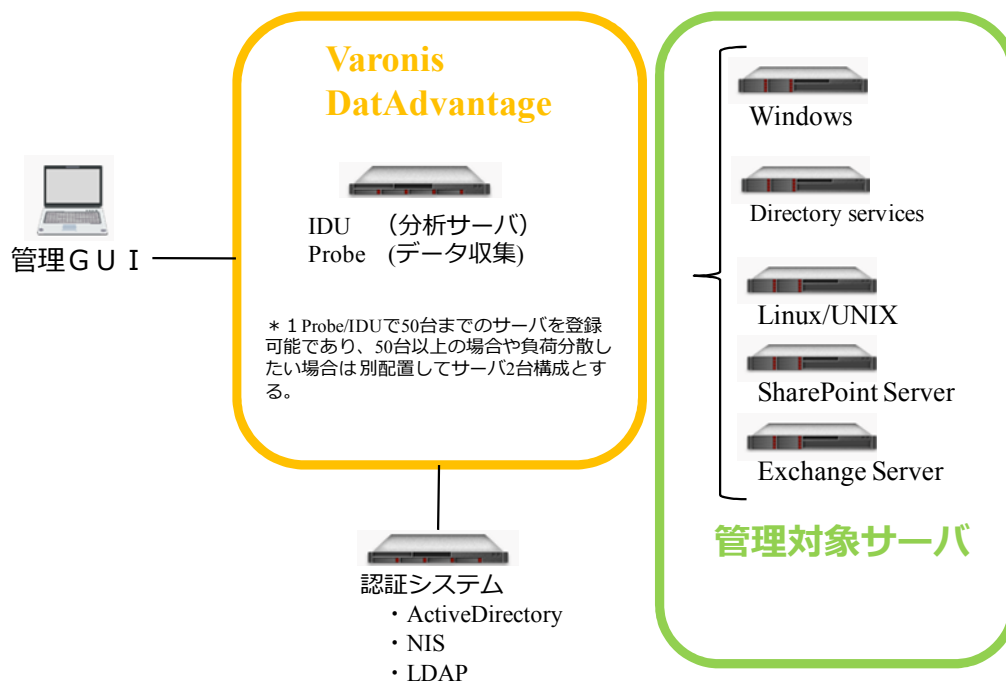 Varonis
DatAdvantage
IDU （分析サーバ）
Probe (データ収集)
＊１Probe/IDUで50台までのサーバを登録
可能であり、50台以上の場合や負荷分散し
たい場合は別配置してサーバ2台構成とす
る。
管理ＧＵＩ
認証システム
・ActiveDirectory
・NIS
・LDAP
Windows
Directory services
Linux/UNIX
SharePoint Server
Exchange Server
管理対象サーバ